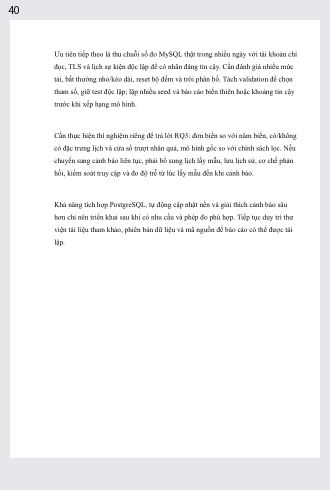 40
Ưu tiên tiếp theo là thu chuỗi số đo MySQL thật trong nhiều ngày với tài khoản chỉ
đọc, TLS và lịch sự kiện độc lập để có nhãn đáng tin cậy. Cần đánh giá nhiều mức
tải, bất thường nhỏ/kéo dài, reset bộ đếm và trôi phân bố. Tách validation để chọn
tham số, giữ test độc lập; lặp nhiều seed và báo cáo biến thiên hoặc khoảng tin cậy
trước khi xếp hạng mô hình.
Cần thực hiện thí nghiệm riêng để trả lời RQ3: đơn biến so với năm biến, có/không
có đặc trưng lịch và cửa sổ trượt nhân quả, mô hình gốc so với chính sách lọc. Nếu
chuyển sang cảnh báo liên tục, phải bổ sung lịch lấy mẫu, lưu lịch sử, cơ chế phản
hồi, kiểm soát truy cập và đo độ trễ từ lúc lấy mẫu đến khi cảnh báo.
Khả năng tích hợp PostgreSQL, tự động cập nhật nền và giải thích cảnh báo sâu
hơn chỉ nên triển khai sau khi có nhu cầu và phép đo phù hợp. Tiếp tục duy trì thư
viện tài liệu tham khảo, phiên bản dữ liệu và mã nguồn để báo cáo có thể được tái
lập.